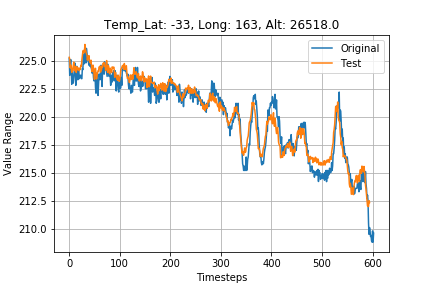 Temp_Lat: -33, Long: 163, Alt: 26518.0
Original
Test
Value Range
225.0
222.5
220.0
217.5
215.0
212.5
210.0
0 100 200 300 400 500 600
Timesteps